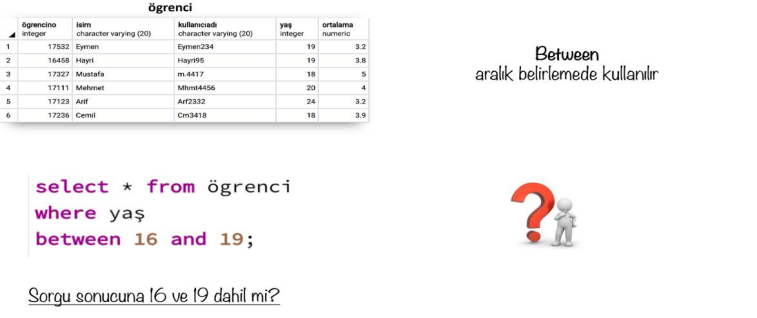 ögrenci
ögrencino isim kullanıcıadı yaş ortalama
integer character varying (20) character varying (20) integer numeric
1 17532 Eymen Eymen234 19 3.2
2 16458 Hayri Hayri95 19 3.8
3 17327 Mustafa m.4417 18 5
4 17111 Mehmet Mhmt4456 20 4
5 17123 Arif Arf2332 24 3.2
6 17236 Cemil Cm3418 18 3.9
Between
aralık belirlemede kullanılır
select * from ögrenci
where yaş
between 16 and 19;
?
Sorgu sonucuna 16 ve 19 dahil mi?